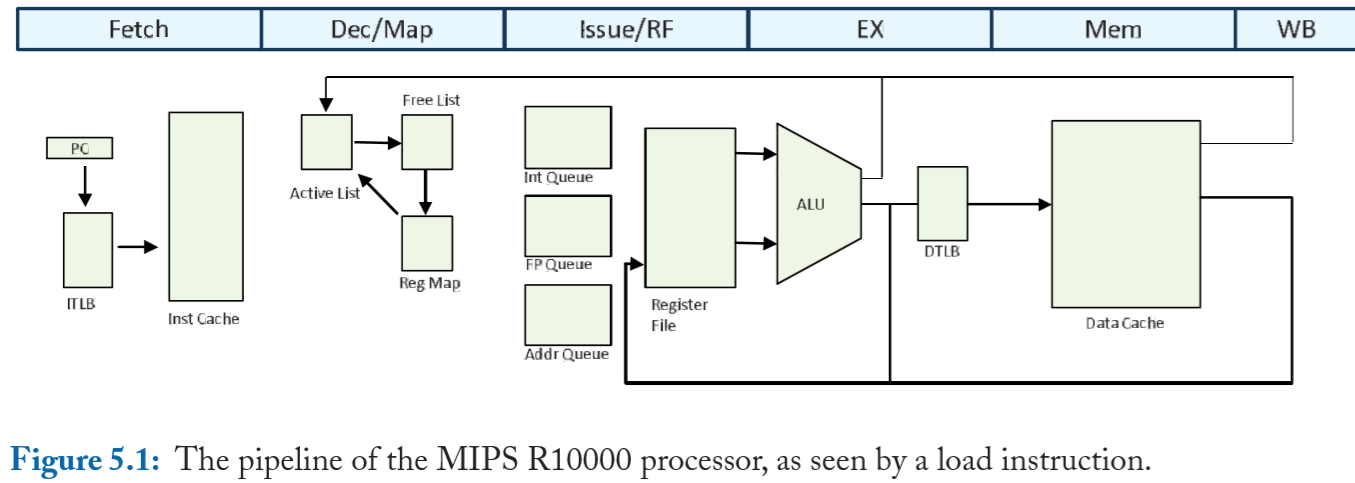 Fetch Dec/Map Issue/RF EX Mem WB
Free List
PC
Int Queue
Active List
ALU
FP Queue
DTLB
Reg Map
ITLB
Register
File
Inst Cache
Data Cache
Addr Queue
Figure 5.1: The pipeline of the MIPS R10000 processor, as seen by a load instruction.